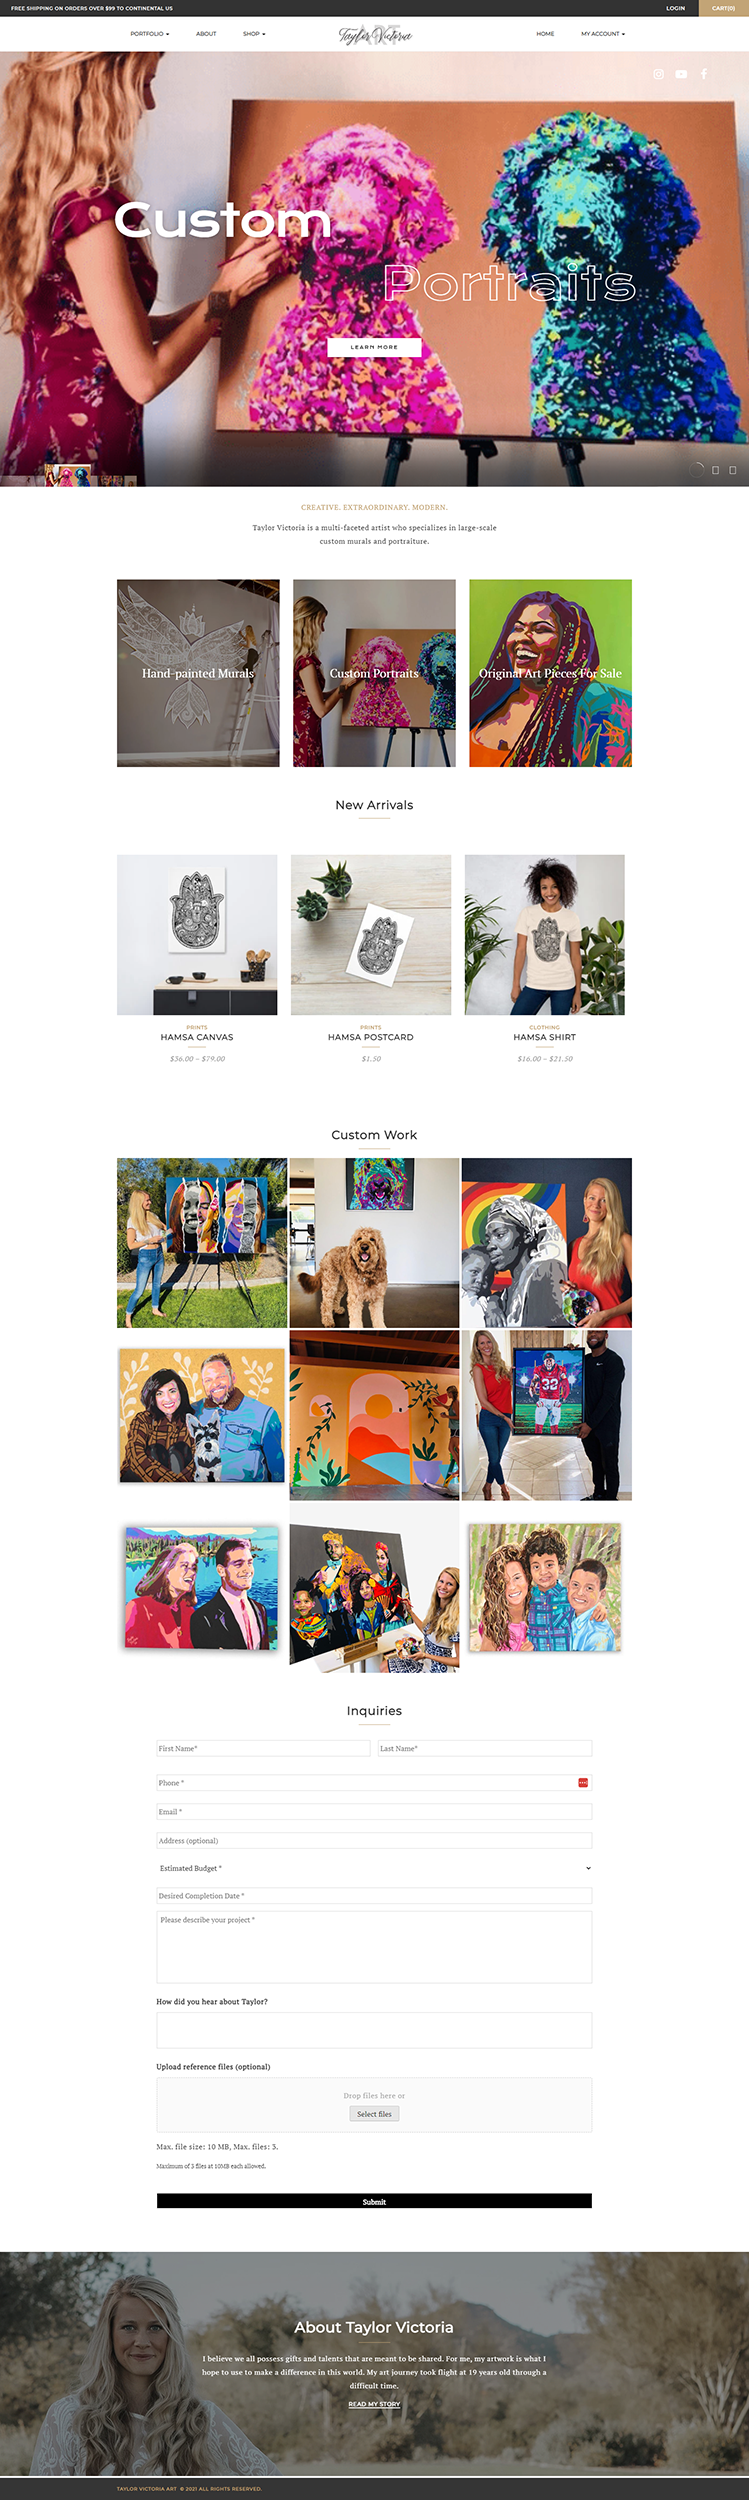 FREE SHIPPING ON ORDERS OVER $99 TO CONTINENTAL US
LOGIN
CART(0)
PORTFOLIO
ABOUT
SHOP
Taylor Victoria
ART
HOME
MY ACCOUNT
Custom
Portraits
LEARN MORE
CREATIVE. EXTRAORDINARY. MODERN.
Taylor Victoria is a multi-faceted artist who specializes in large-scale
custom murals and portraiture.
Hand-painted Murals
Custom Portraits
Original Art Pieces For Sale
New Arrivals
PRINTS
HAMSA CANVAS
$36.00 – $79.00
PRINTS
HAMSA POSTCARD
$1.50
CLOTHING
HAMSA SHIRT
$16.00 – $21.50
Custom Work
32
Inquiries
First Name*
Last Name*
Phone *
Email *
Address (optional)
Estimated Budget *
Desired Completion Date *
Please describe your project *
How did you hear about Taylor?
Upload reference files (optional)
Drop files here or
Select files
Max. file size: 10 MB, Max. files: 3.
Maximum of 3 files at 10MB each allowed.
Submit
About Taylor Victoria
I believe we all possess gifts and talents that are meant to be shared. For me, my artwork is what I
hope to use to make a difference in this world. My art journey took flight at 19 years old through a
difficult time.
READ MY STORY
TAYLOR VICTORIA ART © 2021 ALL RIGHTS RESERVED.